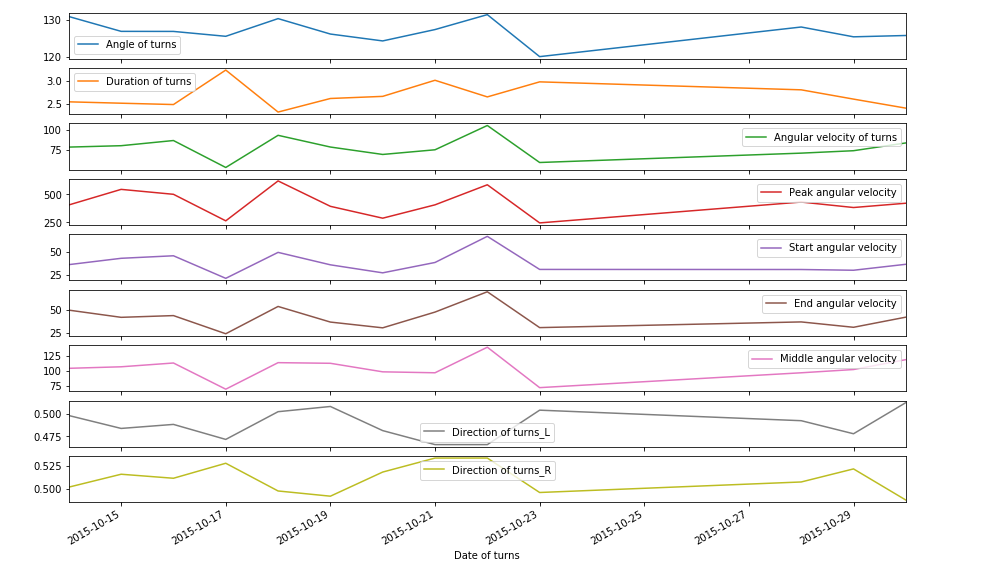 130
120
Angle of turns
3.0
2.5
Duration of turns
100
75
Angular velocity of turns
500
250
Peak angular velocity
50
25
Start angular velocity
50
25
End angular velocity
125
100
75
Middle angular velocity
0.500
0.475
Direction of turns_L
0.525
0.500
Direction of turns_R
2015-10-15
2015-10-17
2015-10-19
2015-10-21
2015-10-23
2015-10-25
2015-10-27
2015-10-29
Date of turns